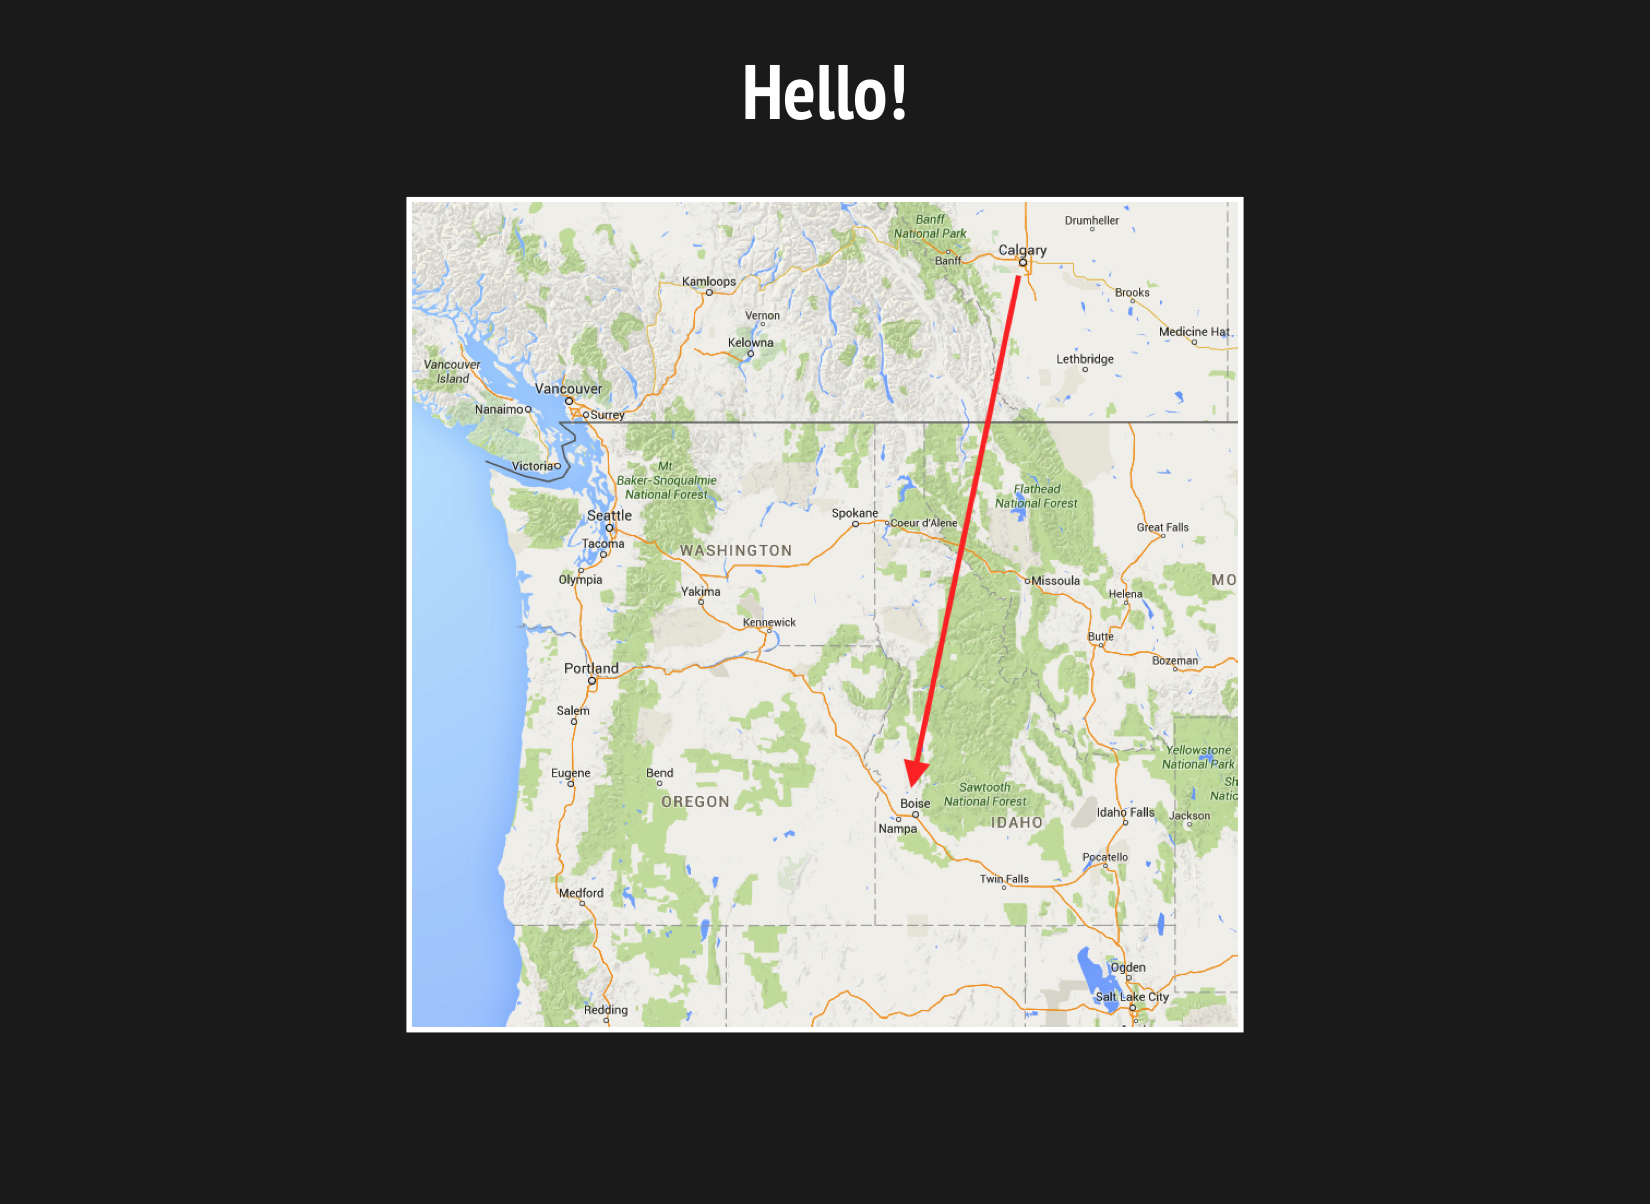 Hello!
Banff
National Park
Drumheller
Calgary
Banff
Kamloops
Brooks
Vernon
Medicine Hat
Kelowna
Lethbridge
Vancouver
Island
Vancouver
Nanaimo
Surrey
Victoria
Mt
Baker-Snoqualmie
National Forest
Flathead
National Forest
Seattle
Spokane
Coeur d'Alene
Great Falls
Tacoma
WASHINGTON
Olympia
Missoula
MO
Yakima
Helena
Kennewick
Butte
Portland
Bozeman
Salem
Yellowstone
National Park
Eugene
Bend
OREGON
Sawtooth
National Forest
Sh
Natic
Boise
Nampa
IDAHO
Idaho Falls
Jackson
Pocatello
Twin Falls
Medford
Ogden
Salt Lake City
Redding